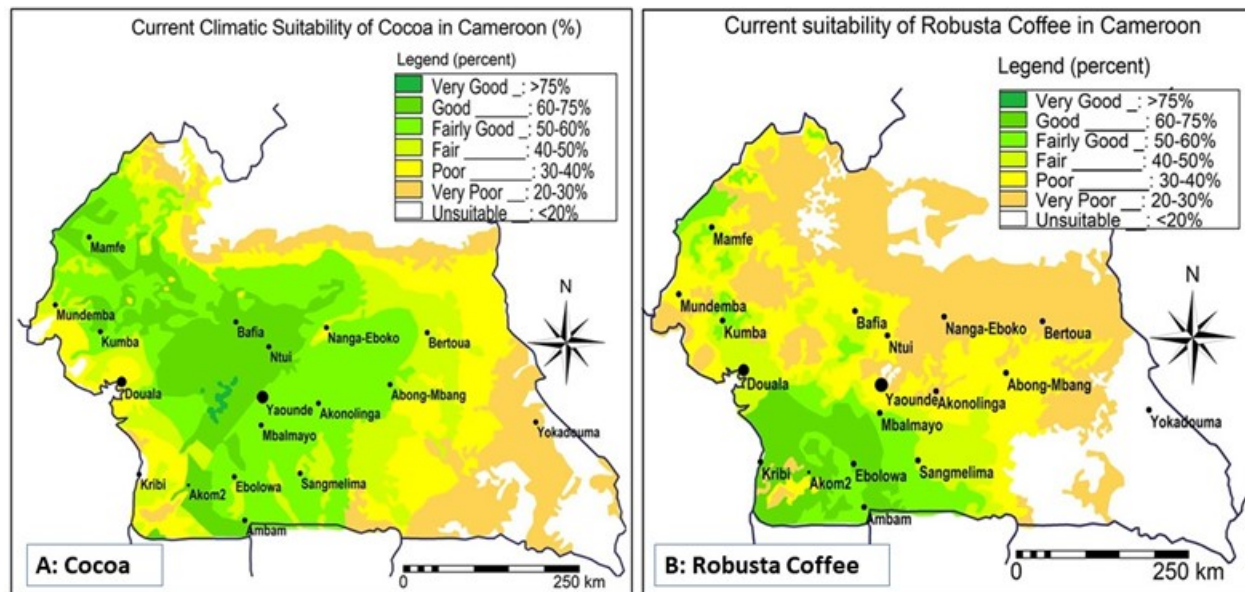 Current Climatic Suitability of Cocoa in Cameroon (%)
Legend (percent)
Very Good _: >75%
Good ______: 60-75%
Fairly Good _: 50-60%
Fair _______: 40-50%
Poor _______: 30-40%
Very Poor __: 20-30%
Unsuitable __: <20%
Mamfe
N
Mundemba
Kumba
Bafia
Nanga-Eboko
Bertoua
Ntui
Douala
Abong-Mbang
Yaounde
Akonolinga
Mbalmayo
Yokadouma
Kribi
Akom2
Ebolowa
Sangmelima
Ambam
A: Cocoa
0
250 km
Current suitability of Robusta Coffee in Cameroon
Legend (percent)
Very Good _: >75%
Good ______: 60-75%
Fairly Good _: 50-60%
Fair _______: 40-50%
Poor _______: 30-40%
Very Poor __: 20-30%
Unsuitable __: <20%
Mamfe
N
Mundemba
Kumba
Bafia
Nanga-Eboko
Bertoua
Ntui
Douala
Abong-Mbang
Yaounde
Akonolinga
Mbalmayo
Yokadouma
Kribi
Akom2
Ebolowa
Sangmelima
Ambam
B: Robusta Coffee
0
250 km